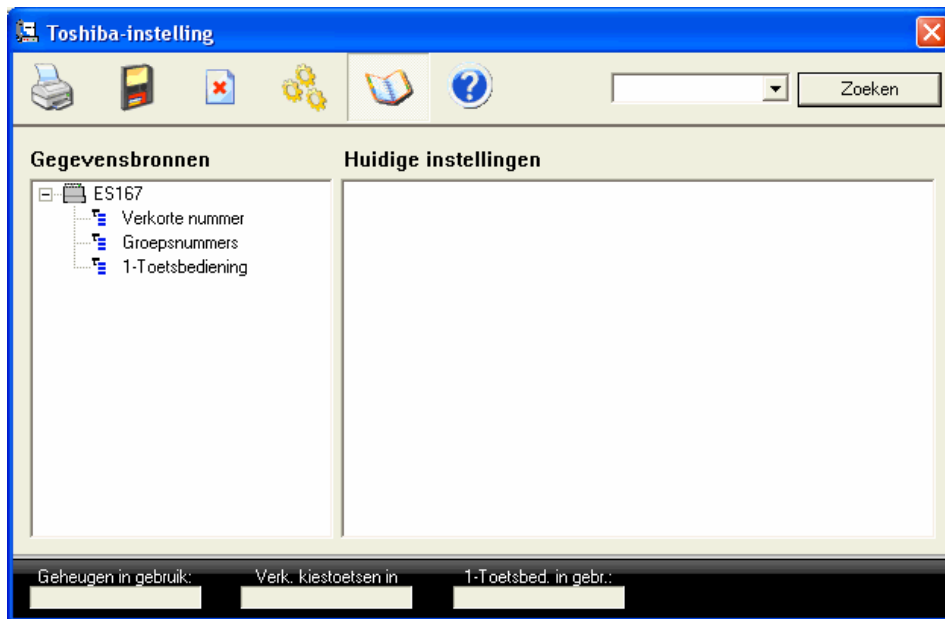 Toshiba-instelling
Zoeken
Gegevensbronnen
Huidige instellingen
ES167
Verkorte nummer
Groepsnummers
1-Toetsbediening
Geheugen in gebruik:
Verk. kiestoetsen in
1-Toetsbed. in gebr.: